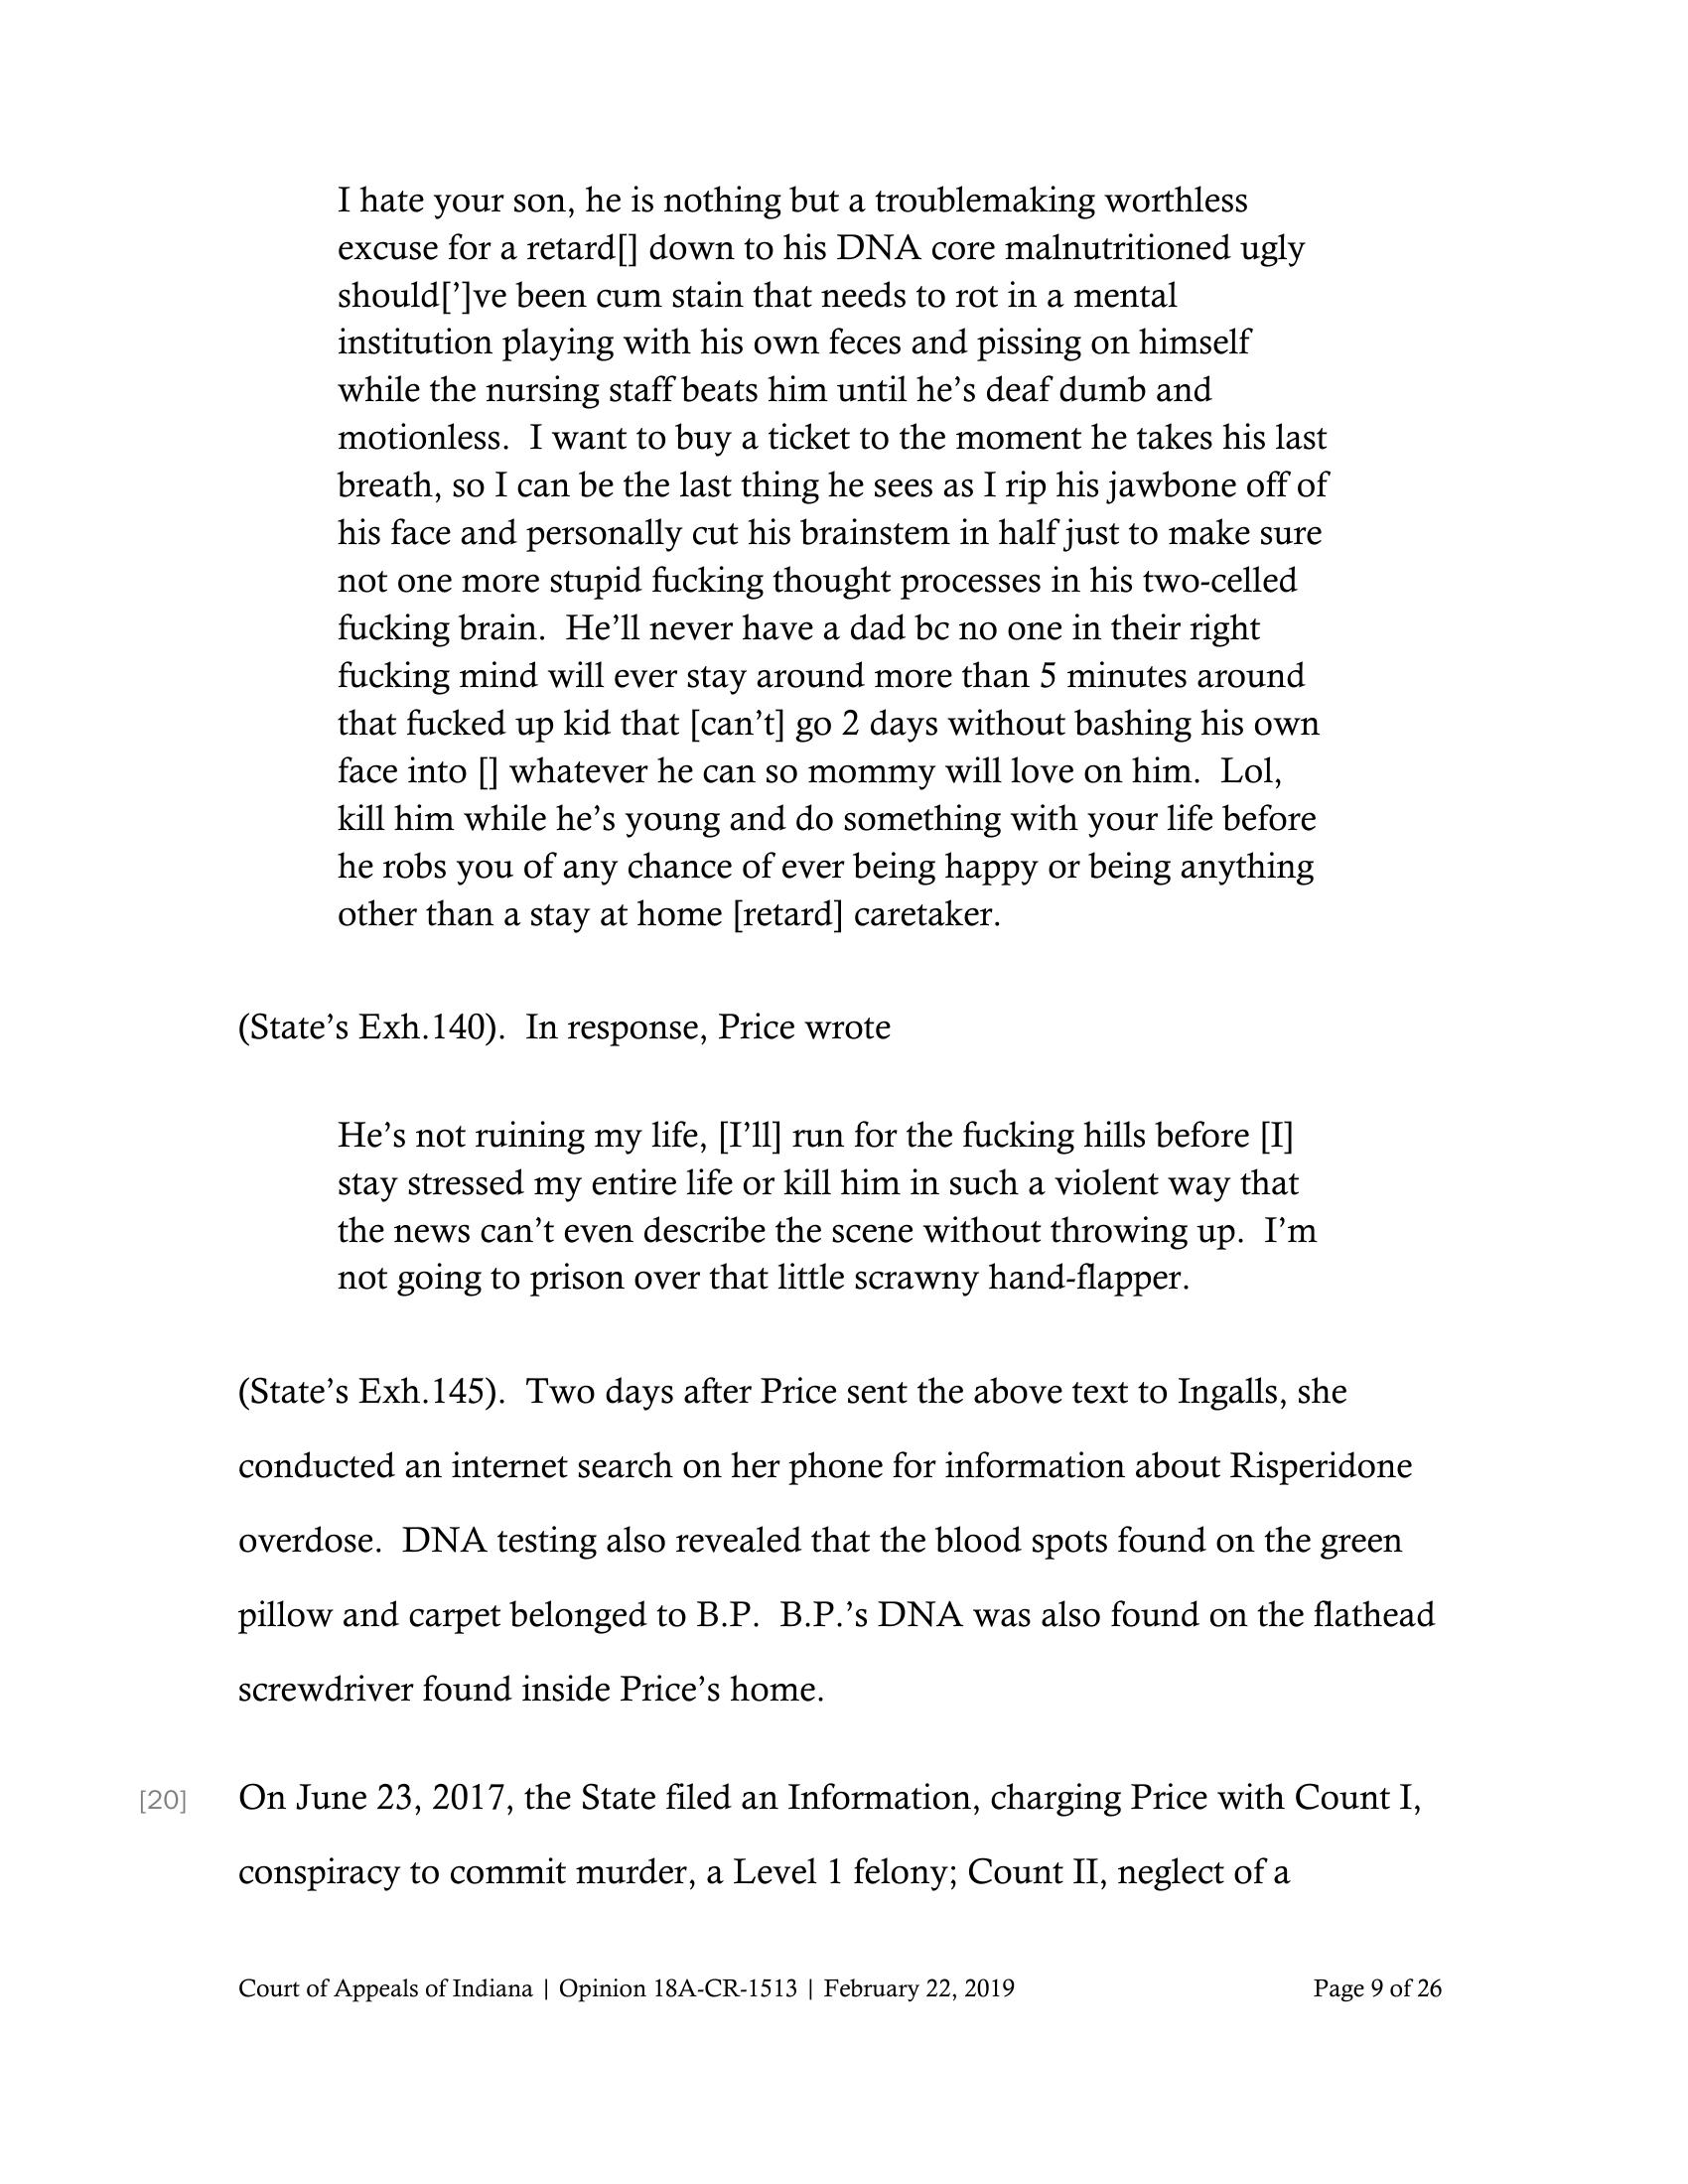 I hate your son, he is nothing but a troublemaking worthless
excuse for a retard[] down to his DNA core malnutritioned ugly
should[’]ve been cum stain that needs to rot in a mental
institution playing with his own feces and pissing on himself
while the nursing staff beats him until he’s deaf dumb and
motionless.  I want to buy a ticket to the moment he takes his last
breath, so I can be the last thing he sees as I rip his jawbone off of
his face and personally cut his brainstem in half just to make sure
not one more stupid fucking thought processes in his two-celled
fucking brain.  He’ll never have a dad bc no one in their right
fucking mind will ever stay around more than 5 minutes around
that fucked up kid that [can’t] go 2 days without bashing his own
face into [] whatever he can so mommy will love on him.  Lol,
kill him while he’s young and do something with your life before
he robs you of any chance of ever being happy or being anything
other than a stay at home [retard] caretaker.
(State’s Exh.140).  In response, Price wrote
He’s not ruining my life, [I’ll] run for the fucking hills before [I]
stay stressed my entire life or kill him in such a violent way that
the news can’t even describe the scene without throwing up.  I’m
not going to prison over that little scrawny hand-flapper.
(State’s Exh.145).  Two days after Price sent the above text to Ingalls, she
conducted an internet search on her phone for information about Risperidone
overdose.  DNA testing also revealed that the blood spots found on the green
pillow and carpet belonged to B.P.  B.P.’s DNA was also found on the flathead
screwdriver found inside Price’s home.
[20] On June 23, 2017, the State filed an Information, charging Price with Count I,
conspiracy to commit murder, a Level 1 felony; Count II, neglect of a
Court of Appeals of Indiana | Opinion 18A-CR-1513 | February 22, 2019 Page 9 of 26